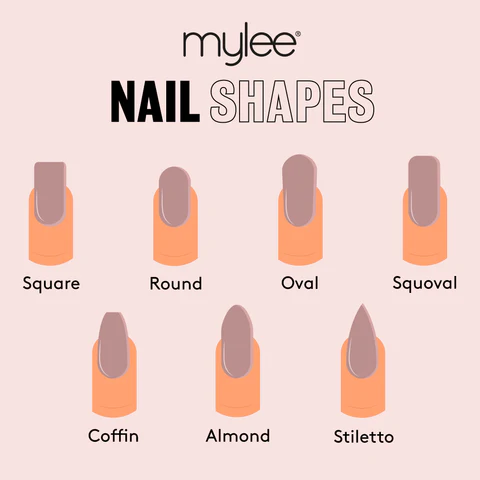 mylee®
NAIL SHAPES
Square
Round
Oval
Squoval
Coffin
Almond
Stiletto